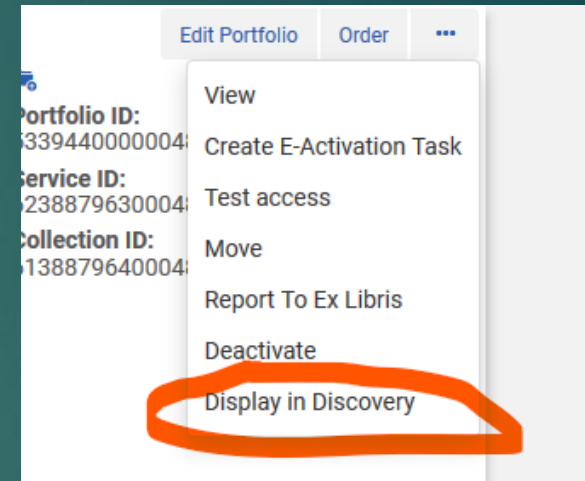 Edit Portfolio Order •••
View
Portfolio ID:
Create E-Activation Task
Service ID:
Test access
Collection ID:
Move
Report To Ex Libris
Deactivate
Display in Discovery